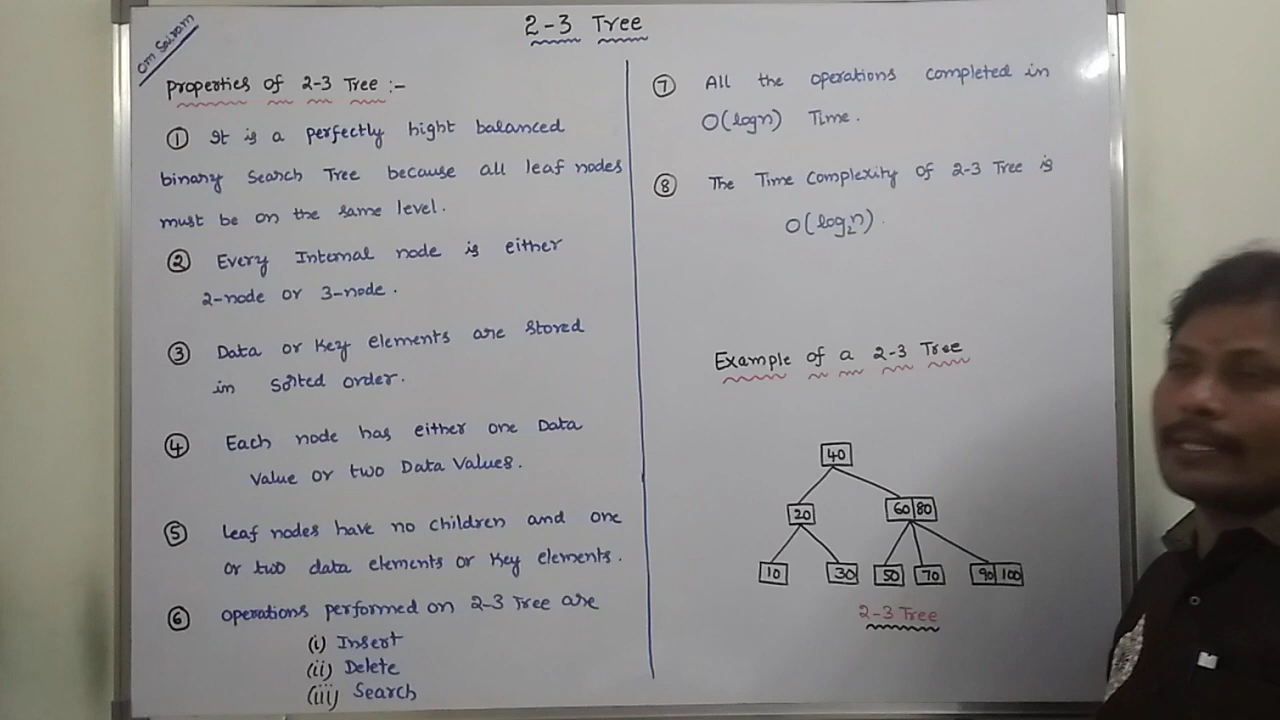 Om Sairam
2-3 Tree
Properties of 2-3 Tree :-
① It is a perfectly hight balanced
binary Search Tree because all leaf nodes
must be on the same level.
② Every Internal node is either
2-node or 3-node.
③ Data or Key elements are stored
in Sorted order.
④ Each node has either one Data
Value or two Data Values.
⑤ Leaf nodes have no children and one
or two data elements or Key elements.
⑥ operations performed on 2-3 Tree are
(i) Insert
(ii) Delete
(iii) Search
⑦ All the operations completed in
O(logn) Time.
⑧ The Time Complexity of 2-3 Tree is
O(log₂n).
Example of a 2-3 Tree
40
20 60 80
10 30 50 70 90 100
2-3 Tree